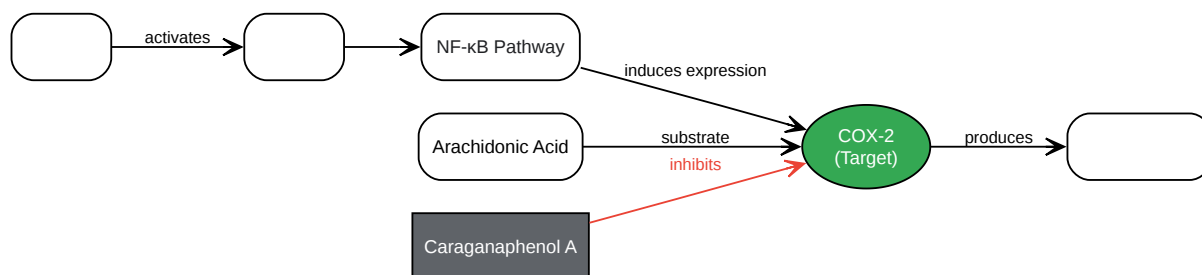 activates
NF-κB Pathway
induces expression
Arachidonic Acid
substrate
inhibits
COX-2
(Target)
produces
Caraganaphenol A